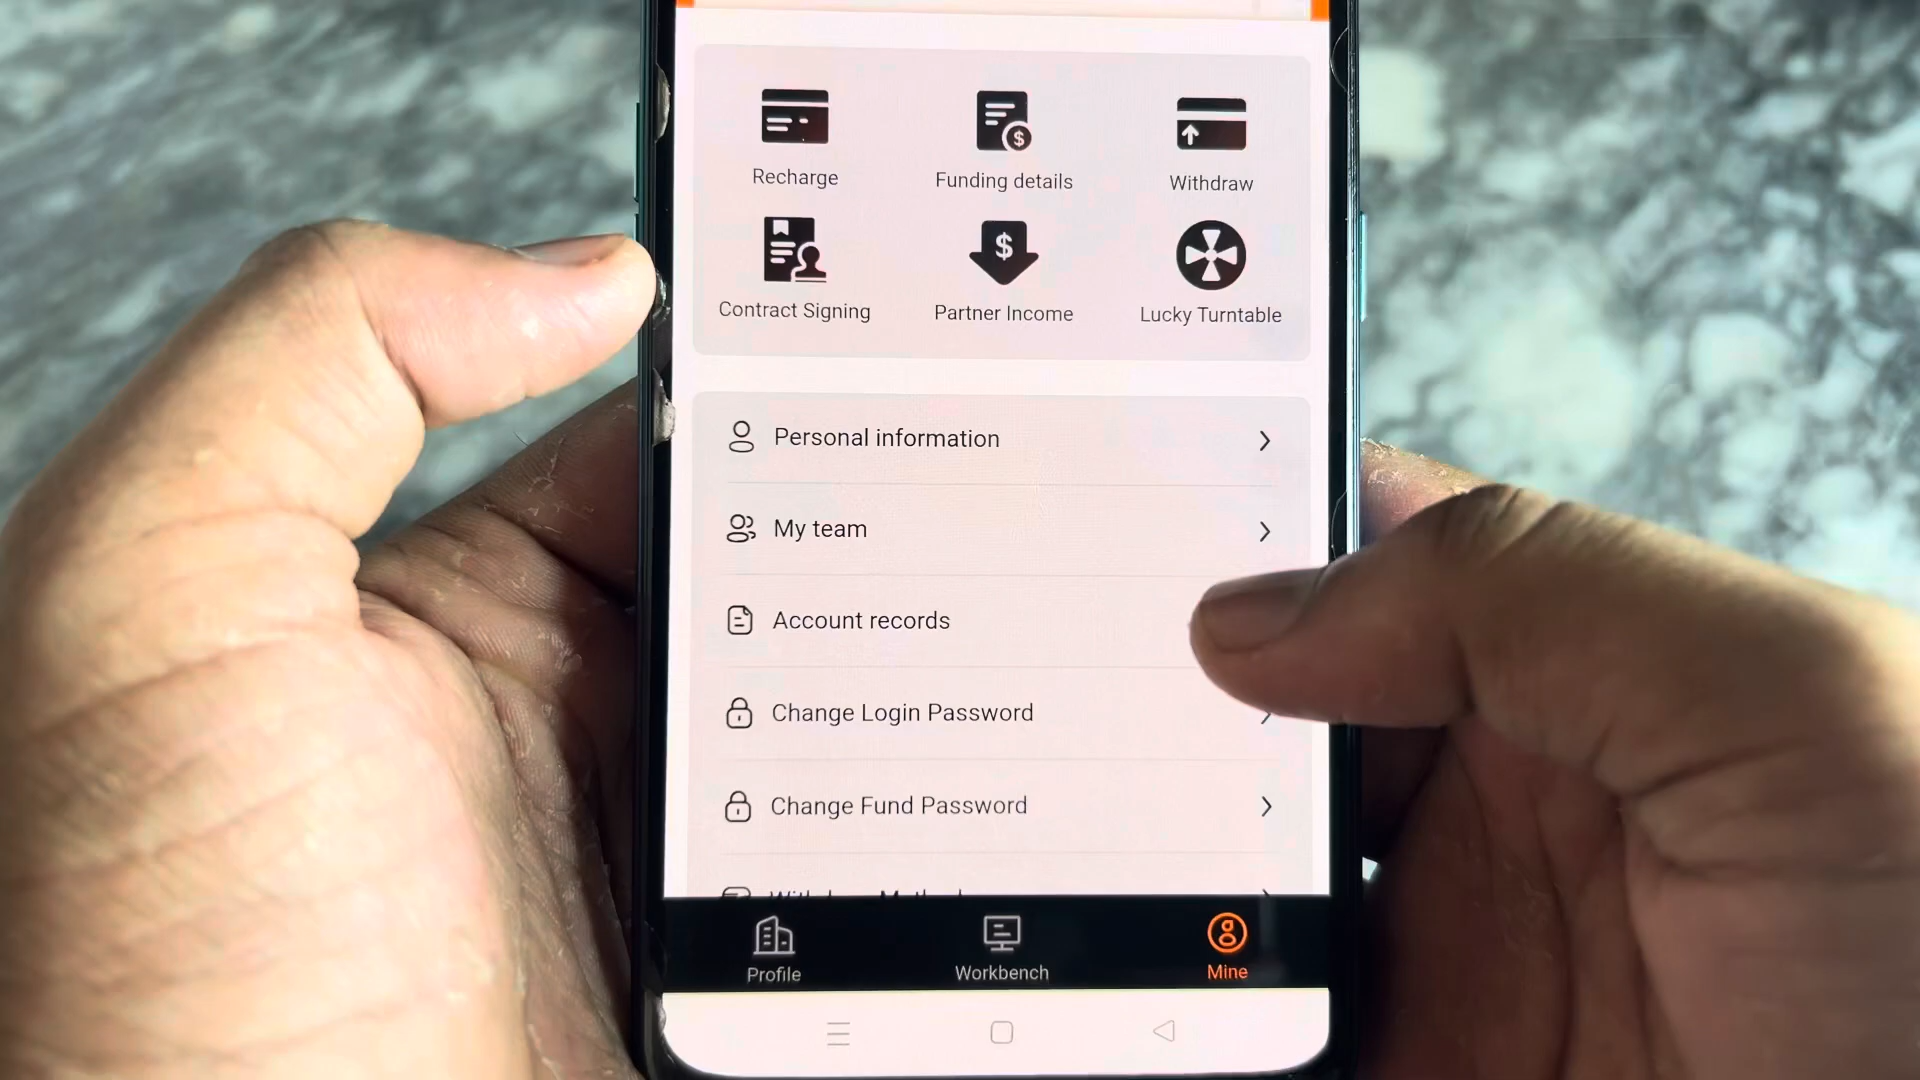 Recharge
Funding details
Withdraw
Contract Signing
Partner Income
Lucky Turntable
Personal information
My team
Account records
Change Login Password
Change Fund Password
Profile
Workbench
Mine